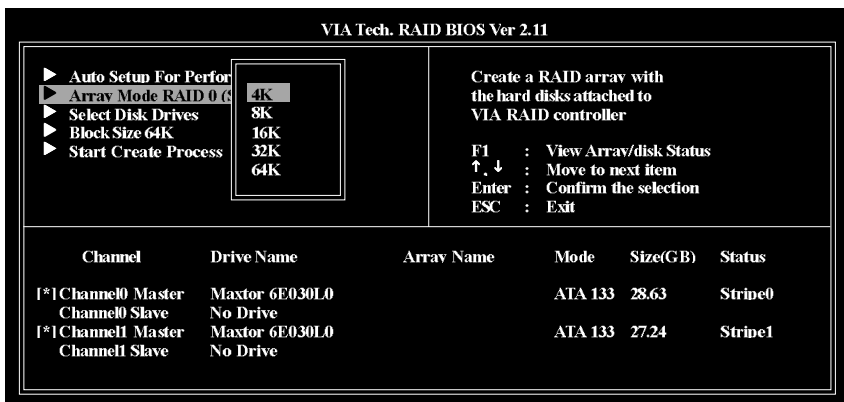 VIA Tech. RAID BIOS Ver 2.11
Auto Setup For Perfor
Array Mode RAID 0 (S
Select Disk Drives
Block Size 64K
Start Create Process
4K
8K
16K
32K
64K
Create a RAID array with
the hard disks attached to
VIA RAID controller
F1 : View Array/disk Status
↑,↓ : Move to next item
Enter : Confirm the selection
ESC : Exit
Channel Drive Name Array Name Mode Size(GB) Status
[*]Channel0 Master Maxtor 6E030L0 ATA 133 28.63 Stripe0
Channel0 Slave No Drive
[*]Channel1 Master Maxtor 6E030L0 ATA 133 27.24 Stripe1
Channel1 Slave No Drive